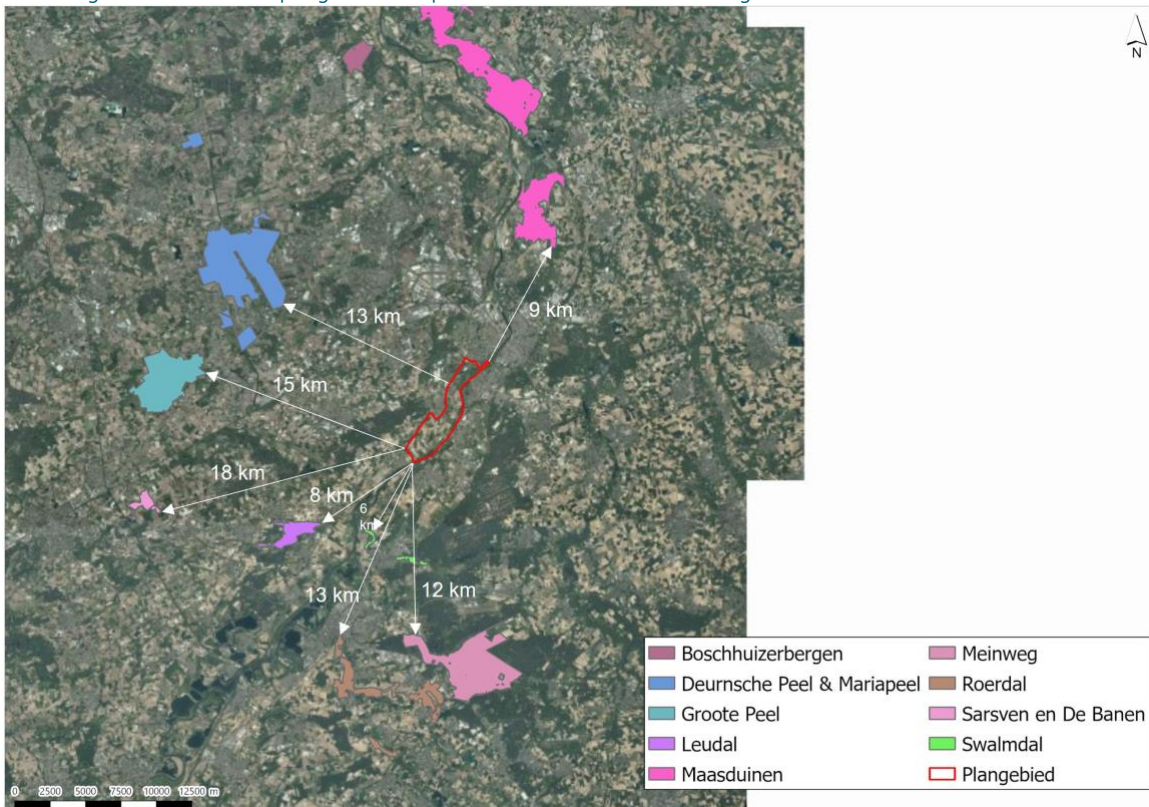 N
9 km
13 km
15 km
18 km
8 km
6
km
13 km
12 km
Boschhuizerbergen
Deurnsche Peel & Mariapeel
Groote Peel
Leudal
Maasduinen
Meinweg
Roerdal
Sarsven en De Banen
Swalmdal
Plangebied
0 2500 5000 7500 10000 12500 m